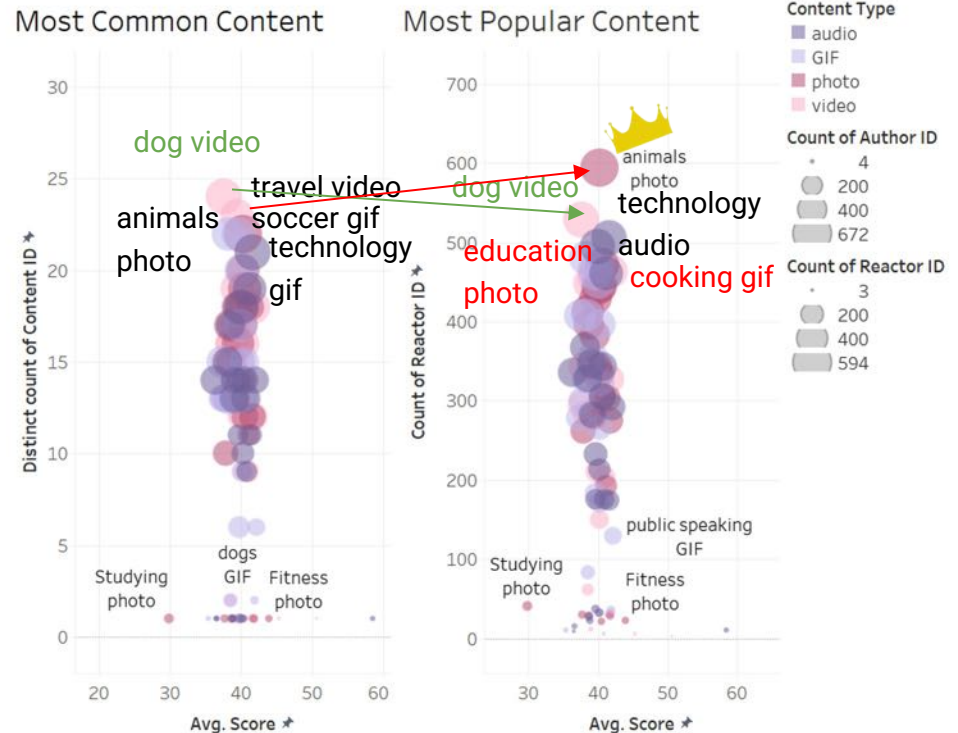 Most Common Content
Most Popular Content
Content Type
audio
GIF
photo
video
Count of Author ID
4
200
400
672
Count of Reactor ID
3
200
400
594
Distinct count of Content ID
30
25
20
15
10
5
0
dog video
travel video
animals
photo
soccer gif
technology
gif
dogs
GIF
Studying
photo
Fitness
photo
20
30
40
50
60
Avg. Score
Count of Reactor ID
700
600
500
400
300
200
100
0
animals
photo
dog video
technology
audio
education
photo
cooking gif
public speaking
GIF
Studying
photo
Fitness
photo
30
40
50
60
Avg. Score